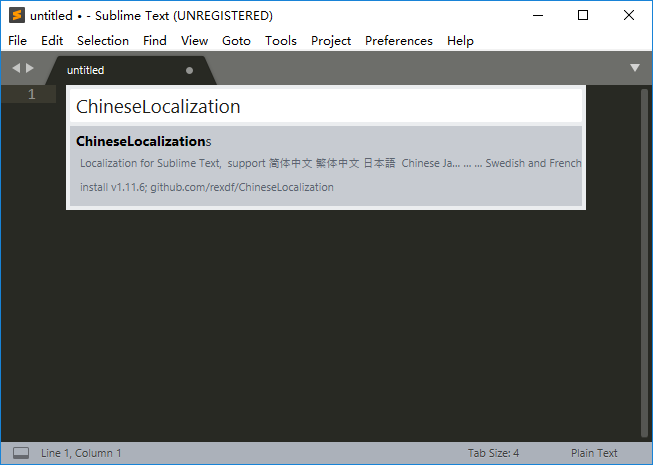 untitled • - Sublime Text (UNREGISTERED)
File Edit Selection Find View Goto Tools Project Preferences Help
untitled
1
ChineseLocalization
ChineseLocalizations
Localization for Sublime Text, support 简体中文 繁体中文 日本語 Chinese Ja... ... ... Swedish and French
install v1.11.6; github.com/rexdf/ChineseLocalization
Line 1, Column 1 Tab Size: 4 Plain Text